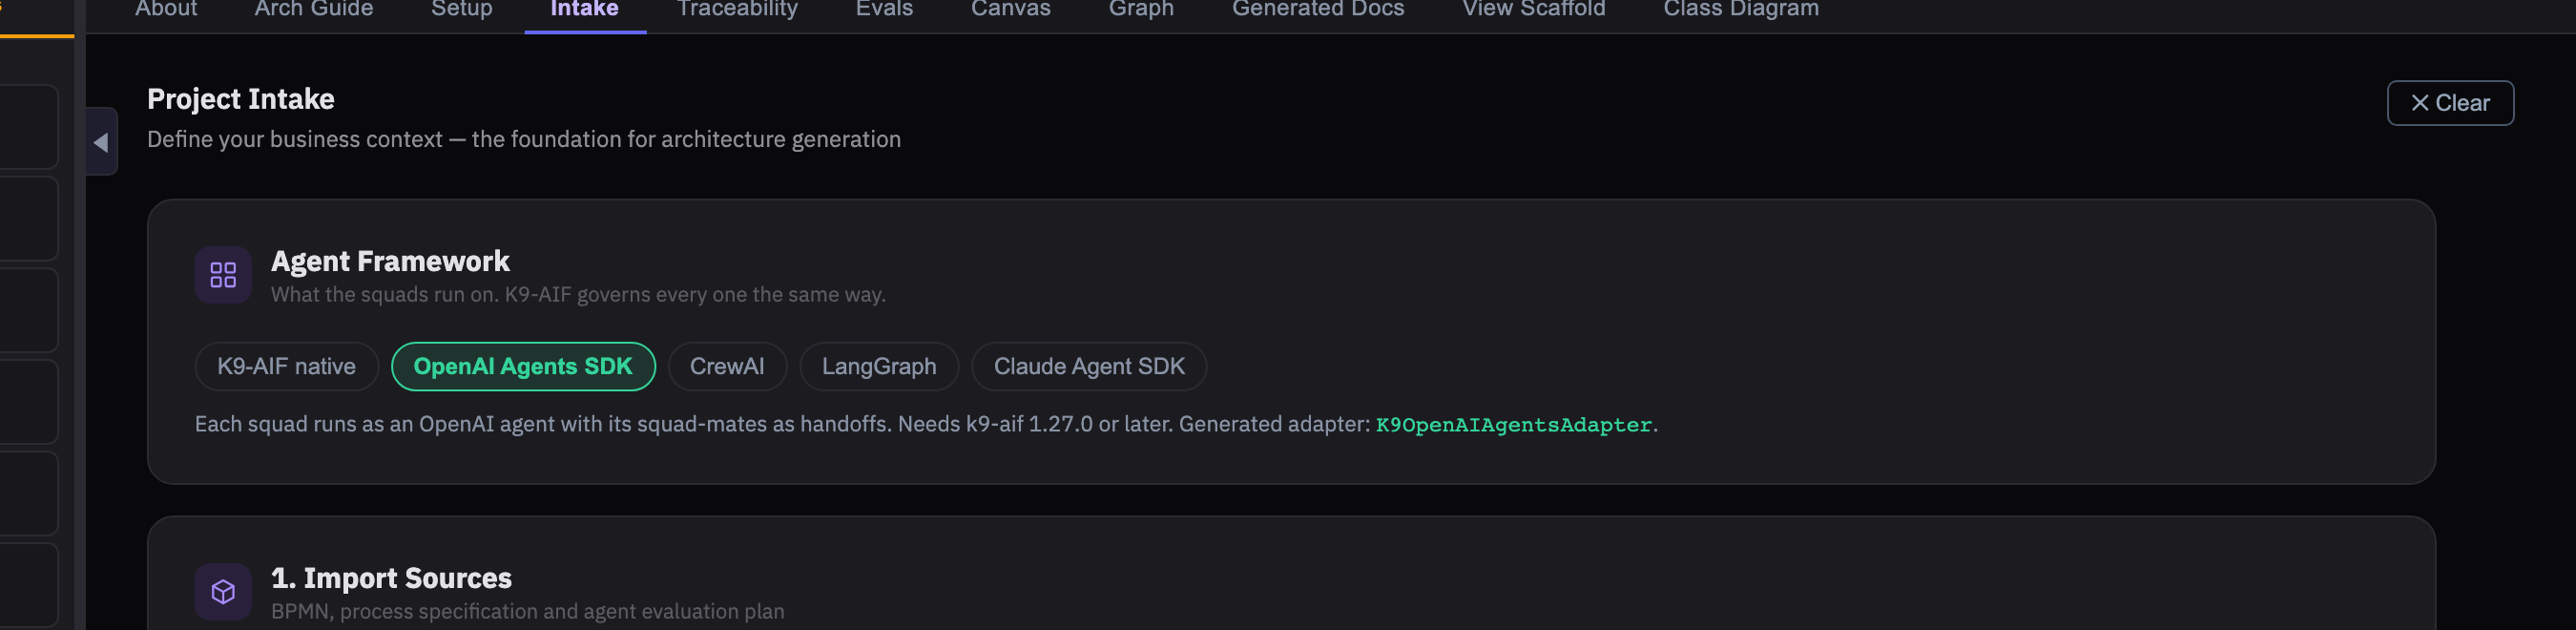 About Arch Guide Setup Intake Traceability Evals Canvas Graph Generated Docs View Scaffold Class Diagram
Project Intake
Clear
Define your business context — the foundation for architecture generation
Agent Framework
What the squads run on. K9-AIF governs every one the same way.
K9-AIF native OpenAI Agents SDK CrewAI LangGraph Claude Agent SDK
Each squad runs as an OpenAI agent with its squad-mates as handoffs. Needs k9-aif 1.27.0 or later. Generated adapter: K9OpenAIAgentsAdapter.
1. Import Sources
BPMN, process specification and agent evaluation plan